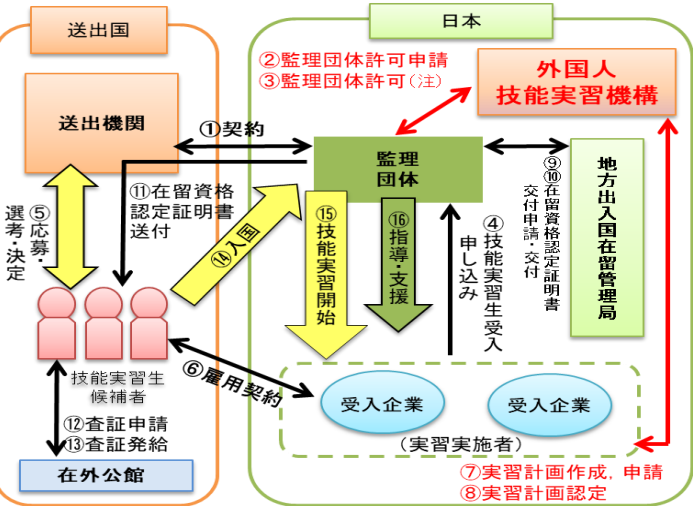 送出国
日本
②監理団体許可申請
③監理団体許可(注)
外国人
技能実習機構
送出機関
①契約
監理
団体
⑤応募・
選考・決定
⑪在留資格
認定証明書
送付
⑭入国
⑮技能実習開始
⑯指導・支援
④技能実習生受入
申し込み
⑨⑩在留資格認定証明書
交付申請・交付
地方出入国在留管理局
技能実習生
候補者
⑥雇用契約
受入企業
受入企業
(実習実施者)
⑫査証申請
⑬査証発給
在外公館
⑦実習計画作成, 申請
⑧実習計画認定